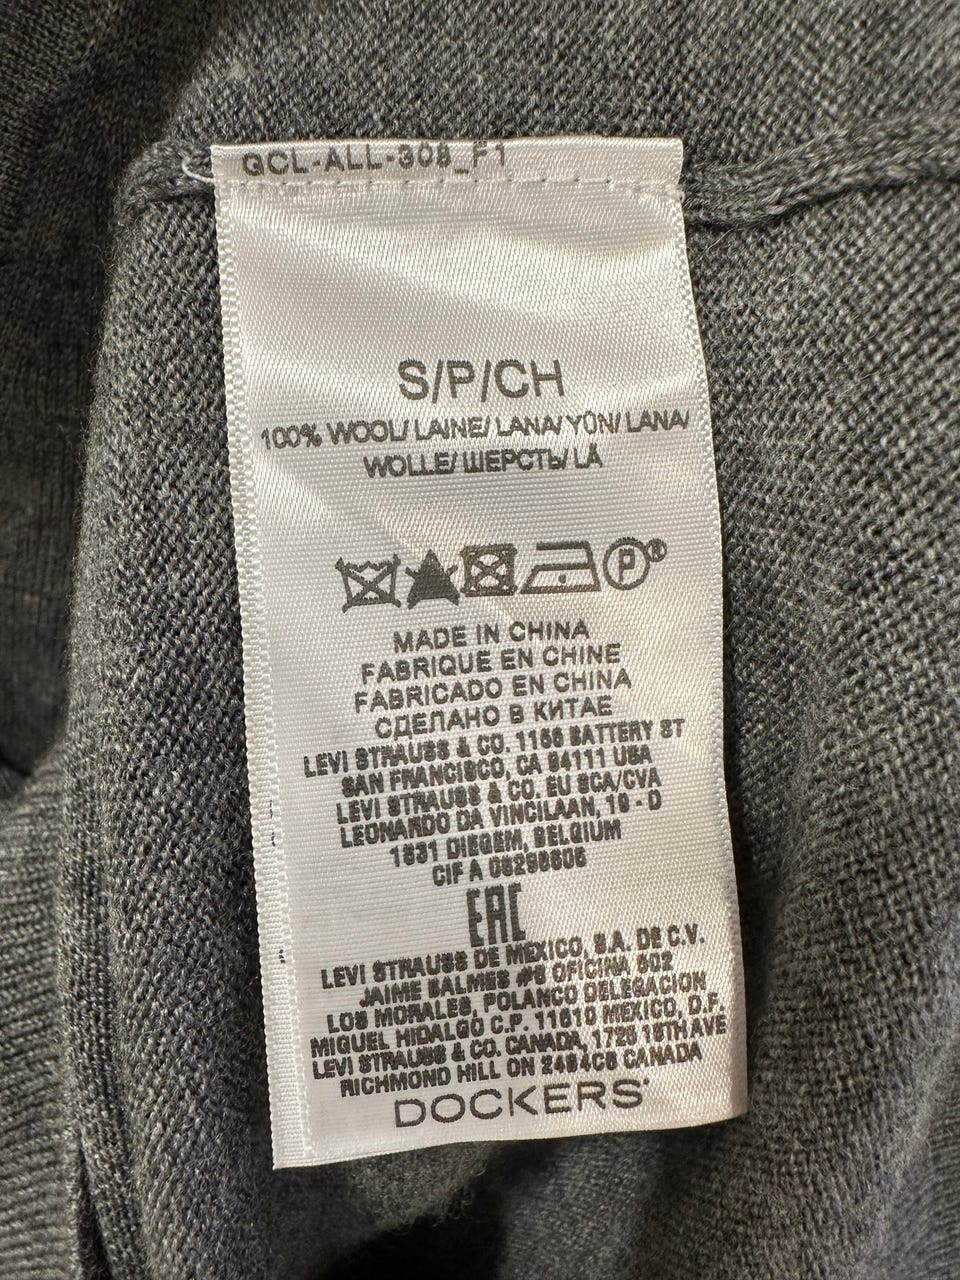 QCL-ALL-308_F1
S/P/CH
100% WOOL/ LAINE/ LANA/ YÜN/ LANA/
WOLLE/ ШЕРСТЬ/ LÃ
P®
MADE IN CHINA
FABRIQUE EN CHINE
FABRICADO EN CHINA
СДЕЛАНО В КИТАЕ
LEVI STRAUSS & CO. 1155 BATTERY ST
SAN FRANCISCO, CA 94111 USA
LEVI STRAUSS & CO. EU SCA/CVA
LEONARDO DA VINCILAAN, 19 - D
1831 DIEGEM, BELGIUM
CIF A
EAC
LEVI STRAUSS DE MEXICO, S.A. DE C.V.
JAIME BALMES #8 OFICINA 502
LOS MORALES, POLANCO DELEGACION
MIGUEL HIDALGO C.P. 11510 MEXICO, D.F.
LEVI STRAUSS & CO. CANADA, 1725 16TH AVE
RICHMOND HILL ON CANADA
DOCKERS